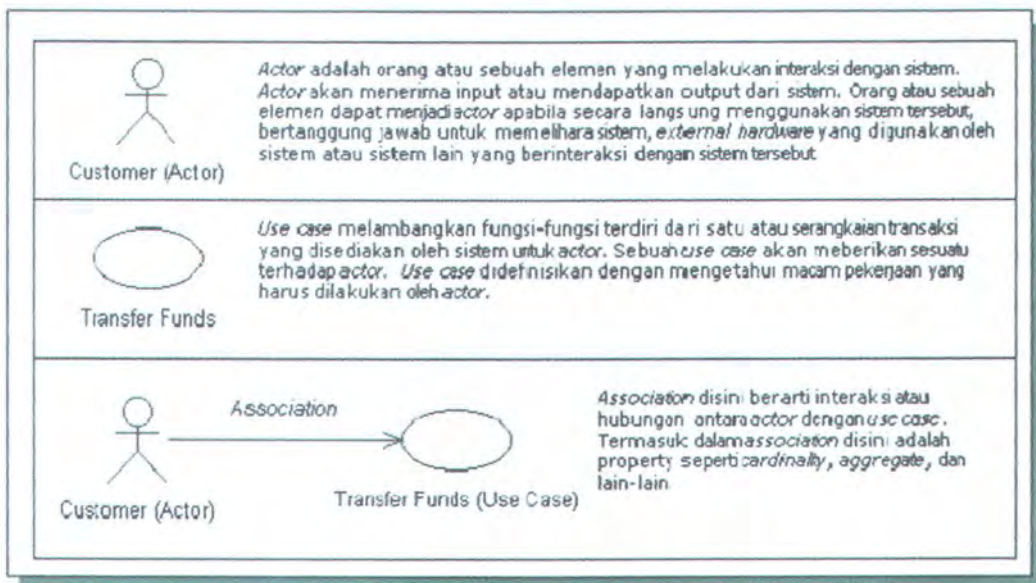 Actor adalah orang atau sebuah elemen yang melakukan interaksi dengan sistem.
Actor akan menerima input atau mendapatkan output dari sistem. Orang atau sebuah
elemen dapat menjadi actor apabila secara langsung menggunakan sistem tersebut,
bertanggung jawab untuk memelihara sistem, external hardware yang digunakan oleh
sistem atau sistem lain yang berinteraksi dengan sistem tersebut
Customer (Actor)
Use case melambangkan fungsi-fungsi terdiri dari satu atau serangkaian transaksi
yang disediakan oleh sistem untuk actor. Sebuah use case akan meberikan sesuatu
terhadap actor. Use case didefinisikan dengan mengetahui macam pekerjaan yang
harus dilakukan oleh actor.
Transfer Funds
Association
Customer (Actor)
Transfer Funds (Use Case)
Association disini berarti interaksi atau
hubungan antara actor dengan use case.
Termasuk dalam association disini adalah
property seperti cardinally, aggregate, dan
lain-lain